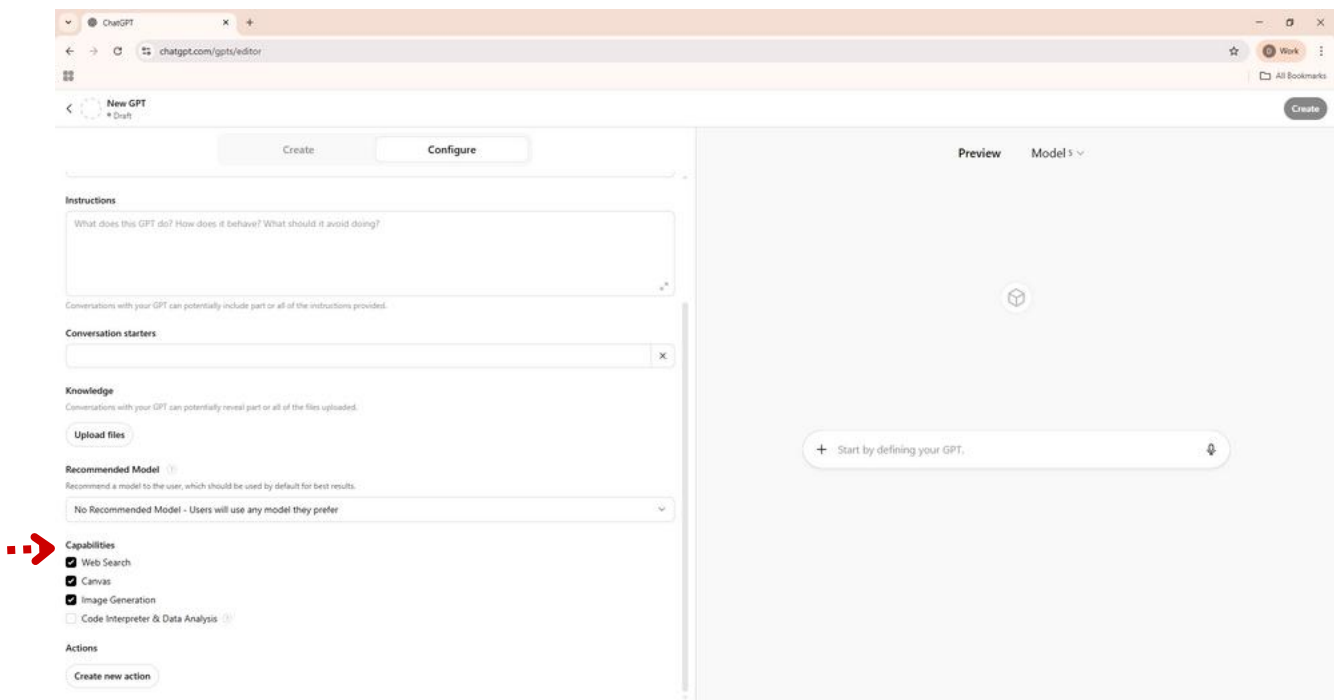 ChatGPT
chatgpt.com/gpts/editor
Work
All Bookmarks
New GPT
Draft
Create
Create
Configure
Preview
Model 5
Instructions
What does this GPT do? How does it behave? What should it avoid doing?
Conversations with your GPT can potentially include part or all of the instructions provided.
Conversation starters
Knowledge
Conversations with your GPT can potentially reveal part or all of the files uploaded.
Upload files
Start by defining your GPT.
Recommended Model ?
Recommend a model to the user, which should be used by default for best results.
No Recommended Model - Users will use any model they prefer
Capabilities
Web Search
Canvas
Image Generation
Code Interpreter & Data Analysis ?
Actions
Create new action